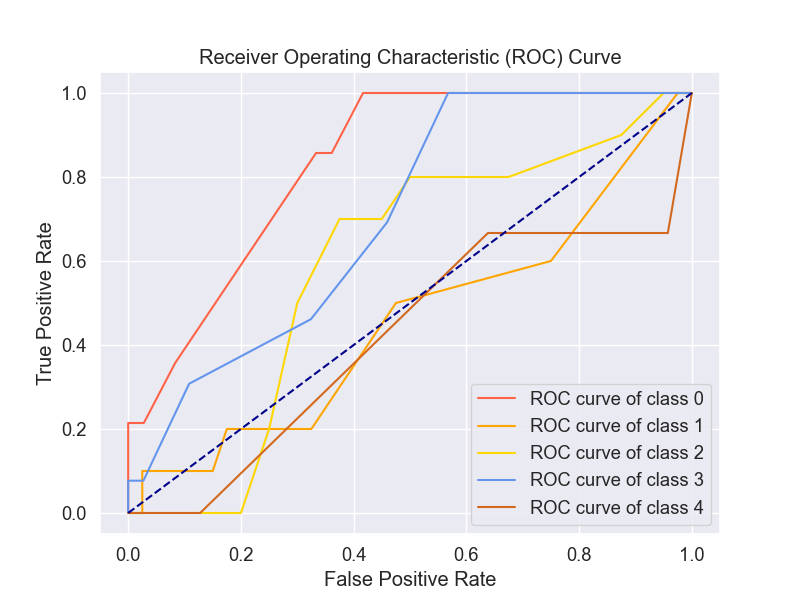 Receiver Operating Characteristic (ROC) Curve
True Positive Rate
1.0
0.8
0.6
0.4
0.2
0.0
ROC curve of class 0
ROC curve of class 1
ROC curve of class 2
ROC curve of class 3
ROC curve of class 4
0.0 0.2 0.4 0.6 0.8 1.0
False Positive Rate